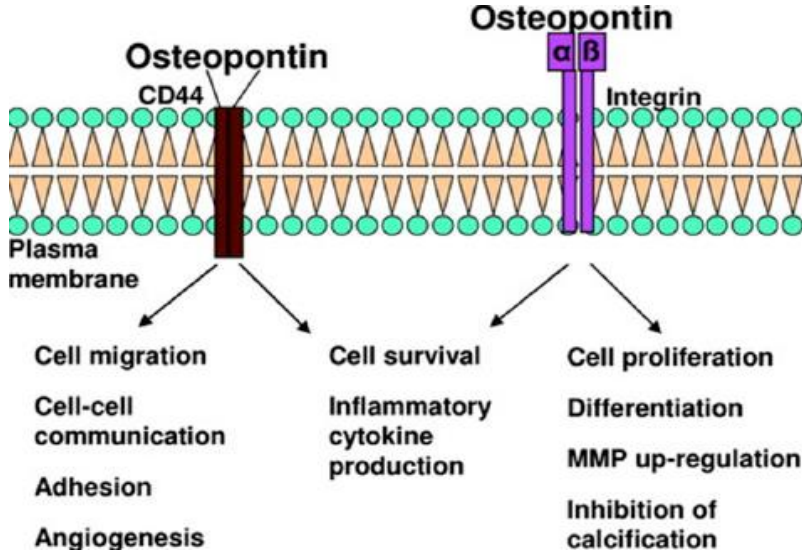 Osteopontin
Osteopontin
CD44
α ß
Integrin
Plasma
membrane
Cell migration
Cell-cell
communication
Adhesion
Angiogenesis
Cell survival
Inflammatory
cytokine
production
Cell proliferation
Differentiation
MMP up-regulation
Inhibition of
calcification